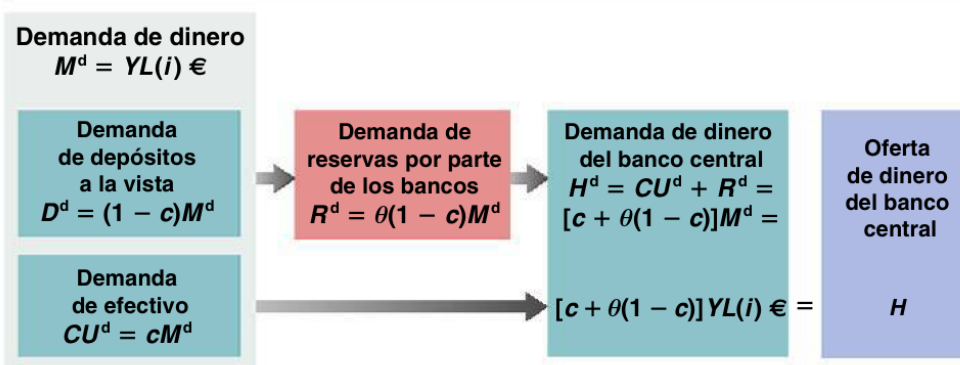 Demanda de dinero
Mᵈ = YL(i) €
Demanda
de depósitos
a la vista
Dᵈ = (1 − c)Mᵈ
Demanda de
reservas por parte
de los bancos
Rᵈ = θ(1 − c)Mᵈ
Demanda de dinero
del banco central
Hᵈ = CUᵈ + Rᵈ =
[c + θ(1 − c)]Mᵈ =
Oferta
de dinero
del banco
central
Demanda
de efectivo
CUᵈ = cMᵈ
[c + θ(1 − c)]YL(i) € =
H